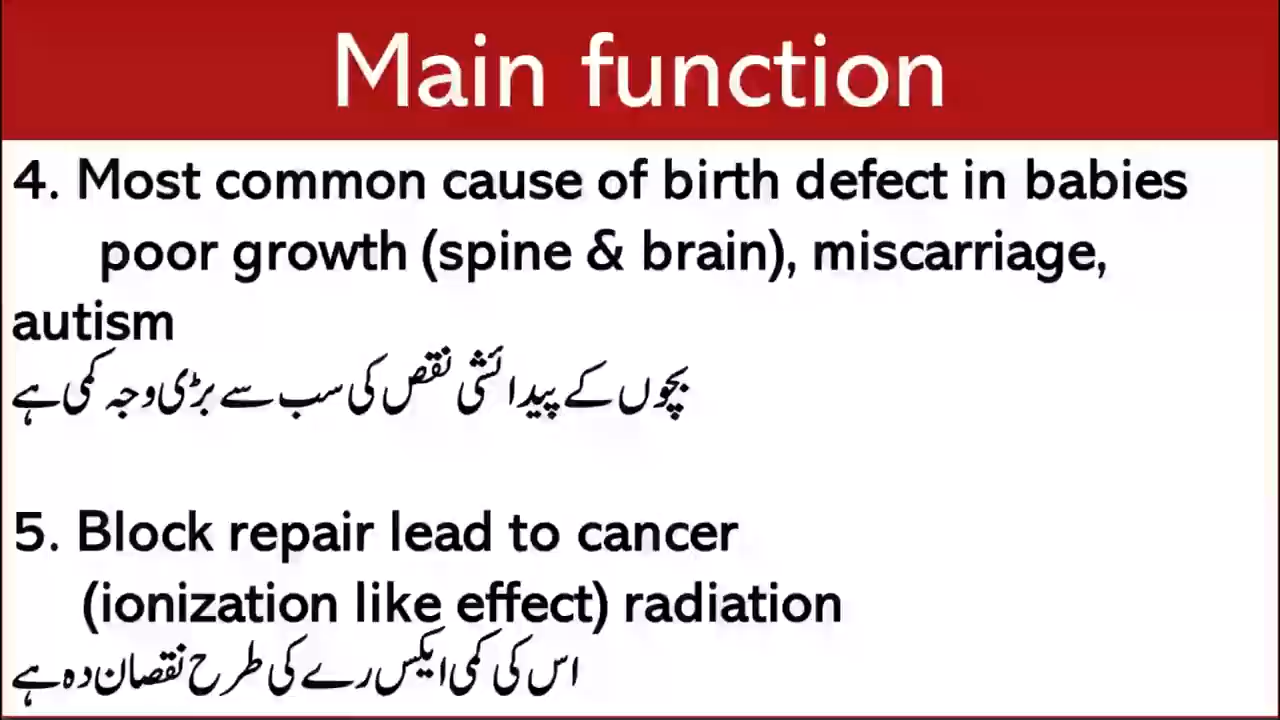 Main function
4. Most common cause of birth defect in babies
poor growth (spine & brain), miscarriage,
autism
بچوں کے پیدائشی نقص کی سب سے بڑی وجہ کمی ہے
5. Block repair lead to cancer
(ionization like effect) radiation
اس کی کمی ایکس رے کی طرح نقصان دہ ہے